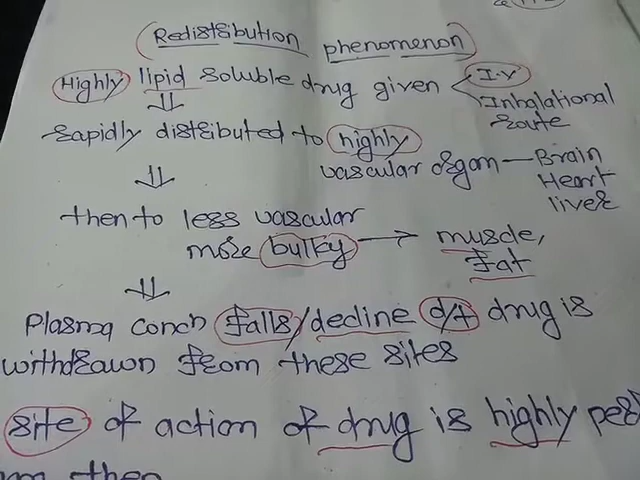 (Redistribution phenomenon)
Highly lipid soluble drug given < I.V
Inhalational route
⇓
rapidly distributed to highly
vascular organ — Brain
Heart
liver
⇓
then to less vascular
more bulky → muscle,
fat
⇓
Plasma conch falls/decline d/t drug is
withdrawn from these sites
site of action of drug is highly
then